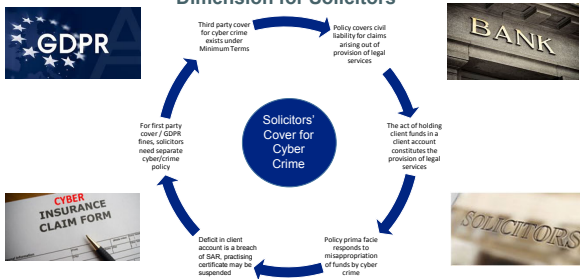 Dimension for Solicitors
GDPR
BANK
Third party cover
for cyber crime
exists under
Minimum Terms
Policy covers civil
liability for claims
arising out of
provision of legal
services
The act of holding
client funds in a
client account
constitutes the
provision of legal
services
Policy prima facie
responds to
misappropriation
of funds by cyber
crime
Deficit in client
account is a breach
of SAR, practising
certificate may be
suspended
For first party
cover / GDPR
fines, solicitors
need separate
cyber/crime
policy
Solicitors'
Cover for
Cyber
Crime
CYBER
INSURANCE
CLAIM FORM
SOLICITORS